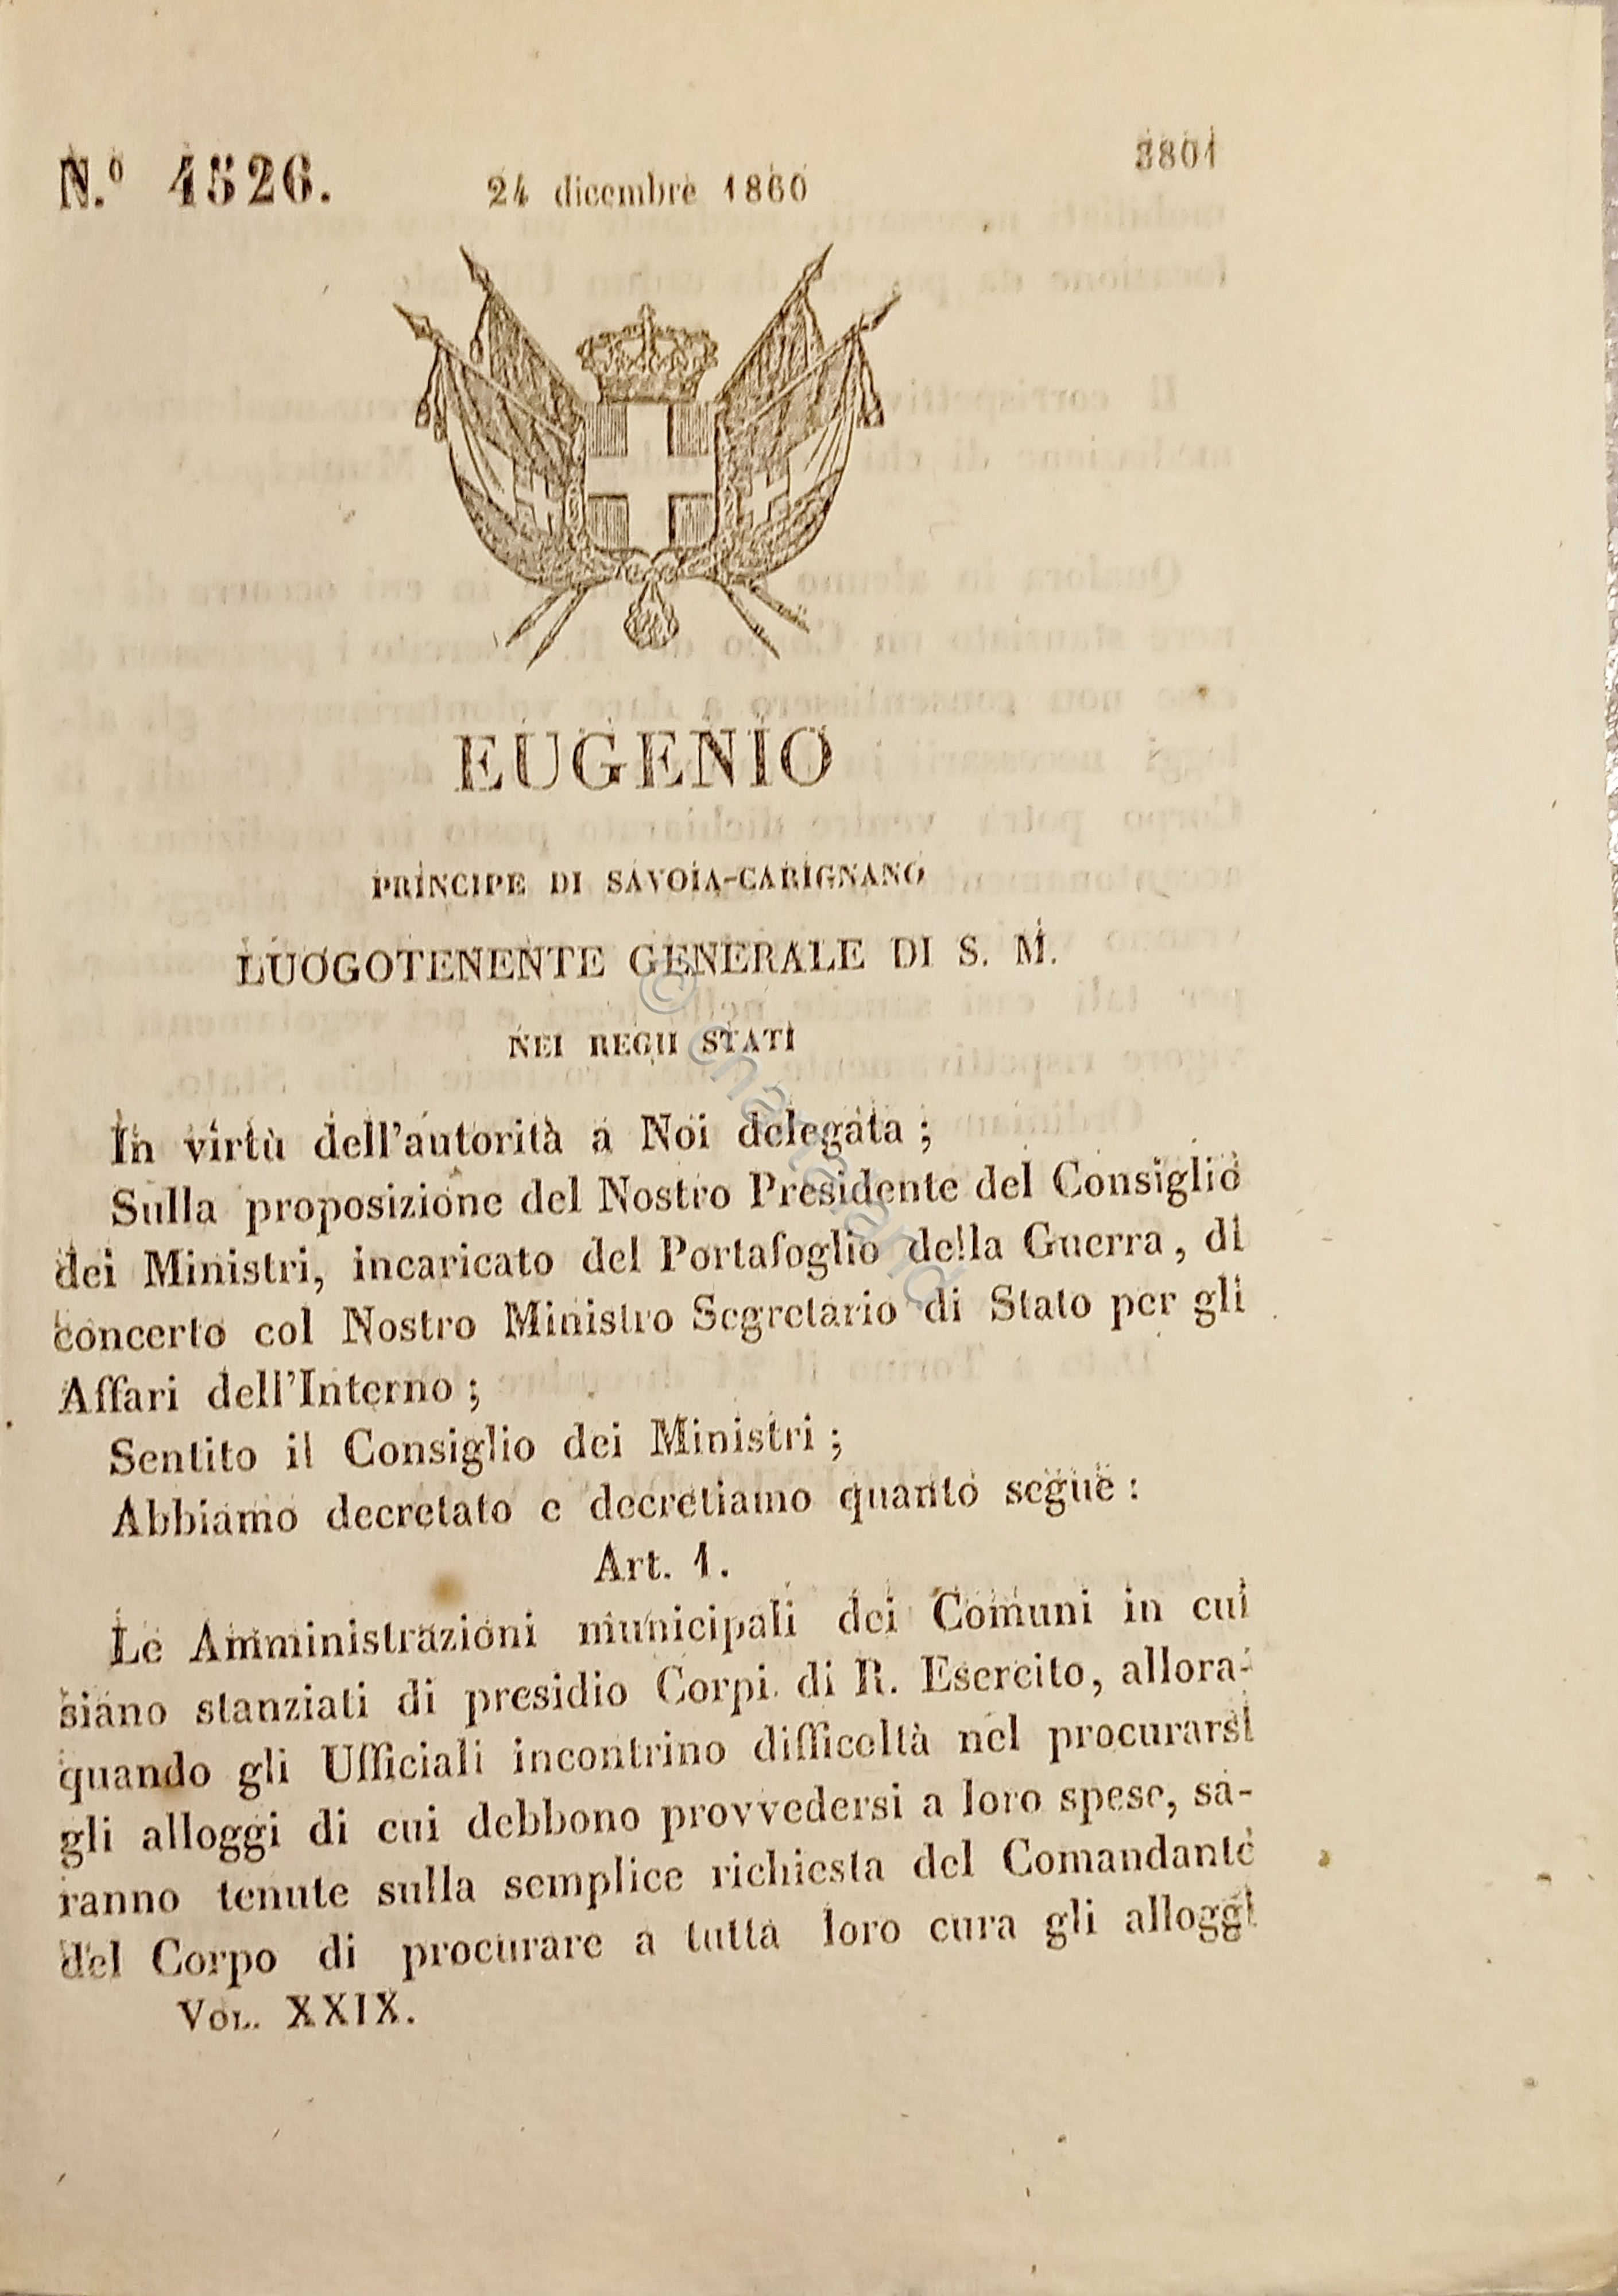 N.º 4526.
24 dicembre 1860
3801
EUGENIO
PRINCIPE DI SAVOIA-CARIGNANO
LUOGOTENENTE GENERALE DI S. M.
NEI REGII STATI
In virtù dell'autorità a Noi delegata ;
Sulla proposizione del Nostro Presidente del Consiglio
dei Ministri, incaricato del Portafoglio della Guerra, di
concerto col Nostro Ministro Segretario di Stato per gli
Affari dell'Interno ;
Sentito il Consiglio dei Ministri ;
Abbiamo decretato e decretiamo quanto segue :
Art. 1.
Le Amministrazioni municipali dei Comuni in cui
siano stanziati di presidio Corpi di R. Esercito, allora-
quando gli Ufficiali incontrino difficoltà nel procurarsi
gli alloggi di cui debbono provvedersi a loro spese, sa-
ranno tenute sulla semplice richiesta del Comandante
del Corpo di procurare a tutta loro cura gli alloggi
VOL. XXIX.